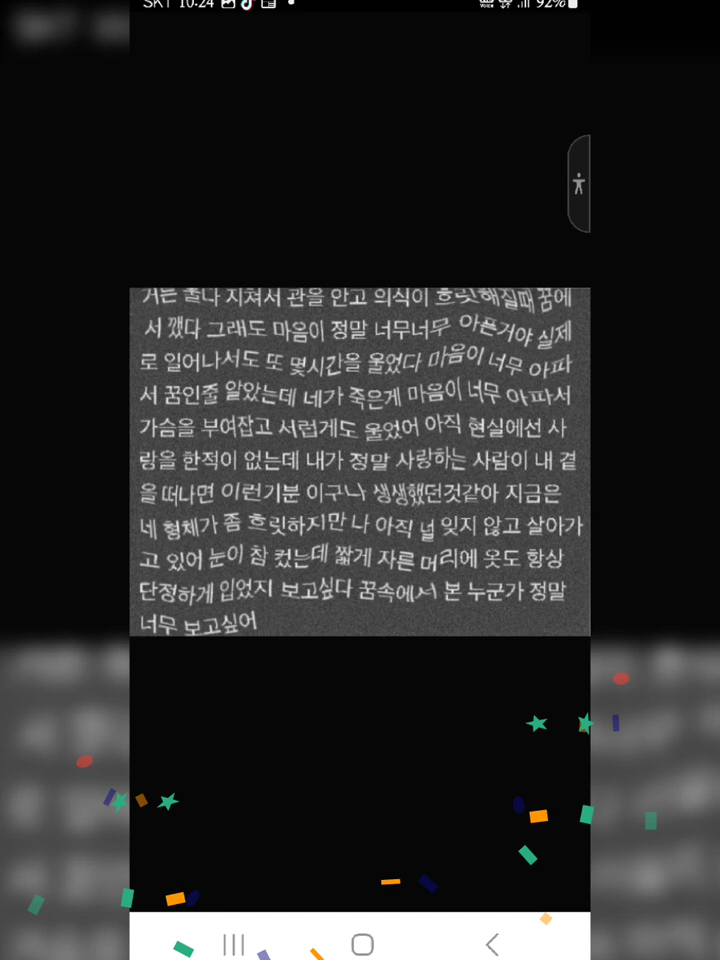 SKT 10:24 92%
거든 울다 지쳐서 관을 안고 의식이 흐릿해질때 꿈에
서 깼다 그래도 마음이 정말 너무너무 아픈거야 실제
로 일어나서도 또 몇시간을 울었다 마음이 너무 아파
서 꿈인줄 알았는데 네가 죽은게 마음이 너무 아파서
가슴을 부여잡고 서럽게도 울었어 아직 현실에선 사
랑을 한적이 없는데 내가 정말 사랑하는 사람이 내 곁
을 떠나면 이런기분 이구나 생생했던것같아 지금은
네 형체가 좀 흐릿하지만 나 아직 널 잊지 않고 살아가
고 있어 눈이 참 컸는데 짧게 자른 머리에 옷도 항상
단정하게 입었지 보고싶다 꿈속에서 본 누군가 정말
너무 보고싶어